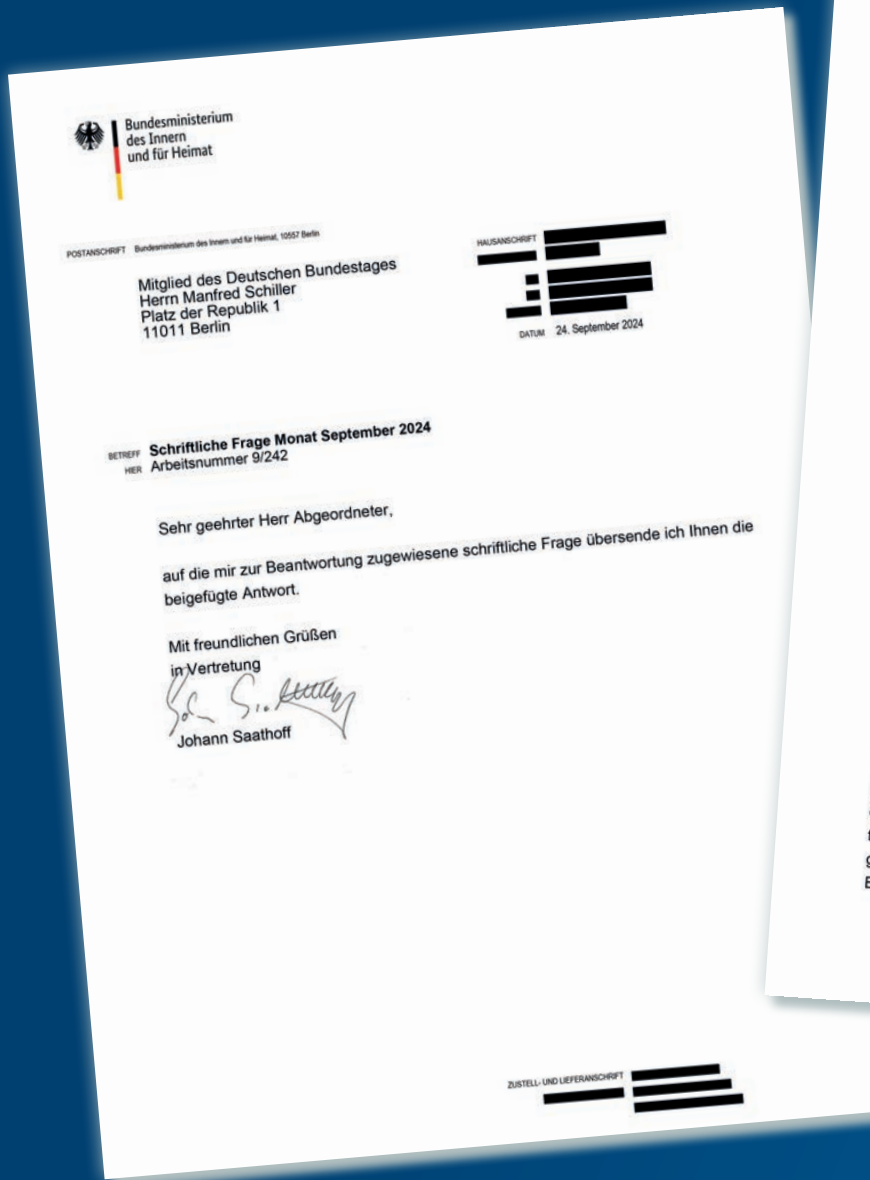 Bundesministerium
des Innern
und für Heimat
POSTANSCHRIFT Bundesministerium des Innern und für Heimat, 10557 Berlin
Mitglied des Deutschen Bundestages
Herrn Manfred Schiller
Platz der Republik 1
11011 Berlin
HAUSANSCHRIFT
DATUM 24. September 2024
BETREFF Schriftliche Frage Monat September 2024
HIER Arbeitsnummer 9/242
Sehr geehrter Herr Abgeordneter,
auf die mir zur Beantwortung zugewiesene schriftliche Frage übersende ich Ihnen die
beigefügte Antwort.
Mit freundlichen Grüßen
in Vertretung
Johann Saathoff
ZUSTELL- UND LIEFERANSCHRIFT